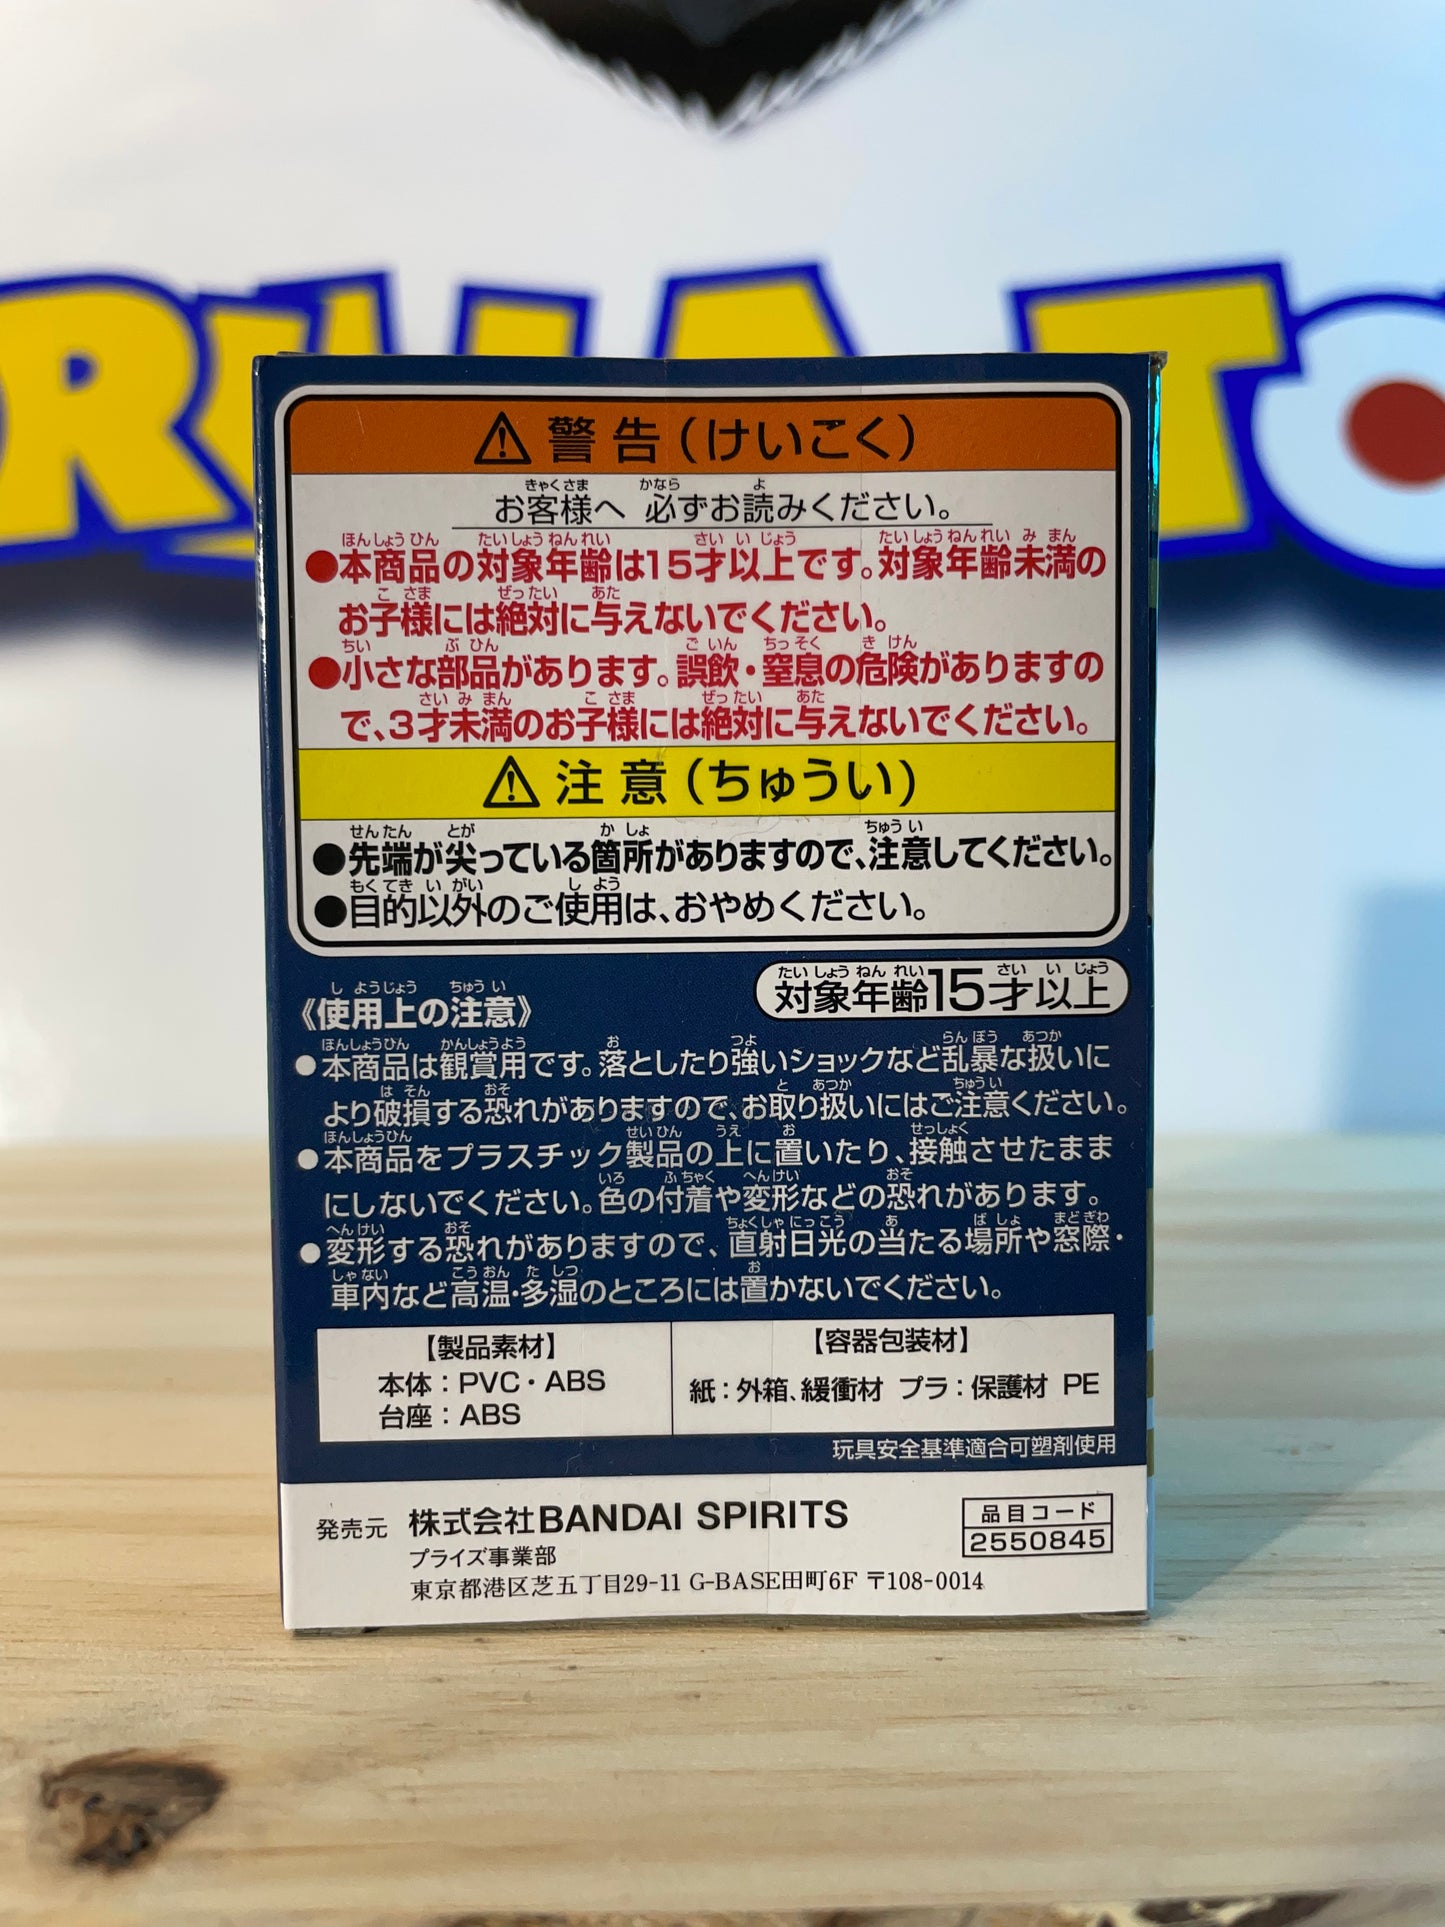 RILLA TO
⚠ 警告(けいこく)
お客様へ 必ずお読みください。
●本商品の対象年齢は15才以上です。対象年齢未満の
お子様には絶対に与えないでください。
●小さな部品があります。誤飲・窒息の危険がありますの
で、3才未満のお子様には絶対に与えないでください。
⚠ 注意(ちゅうい)
●先端が尖っている箇所がありますので、注意してください。
●目的以外のご使用は、おやめください。
対象年齢15才以上
《使用上の注意》
●本商品は観賞用です。落としたり強いショックなど乱暴な扱いに
より破損する恐れがありますので、お取り扱いにはご注意ください。
●本商品をプラスチック製品の上に置いたり、接触させたまま
にしないでください。色の付着や変形などの恐れがあります。
●変形する恐れがありますので、直射日光の当たる場所や窓際・
車内など高温・多湿のところには置かないでください。
【製品素材】
本体：PVC・ABS
台座：ABS
【容器包装材】
紙：外箱、緩衝材 プラ：保護材 PE
玩具安全基準適合可塑剤使用
発売元 株式会社BANDAI SPIRITS
プライズ事業部
東京都港区芝五丁目29-11 G-BASE田町6F 〒108-0014
品目コード
2550845